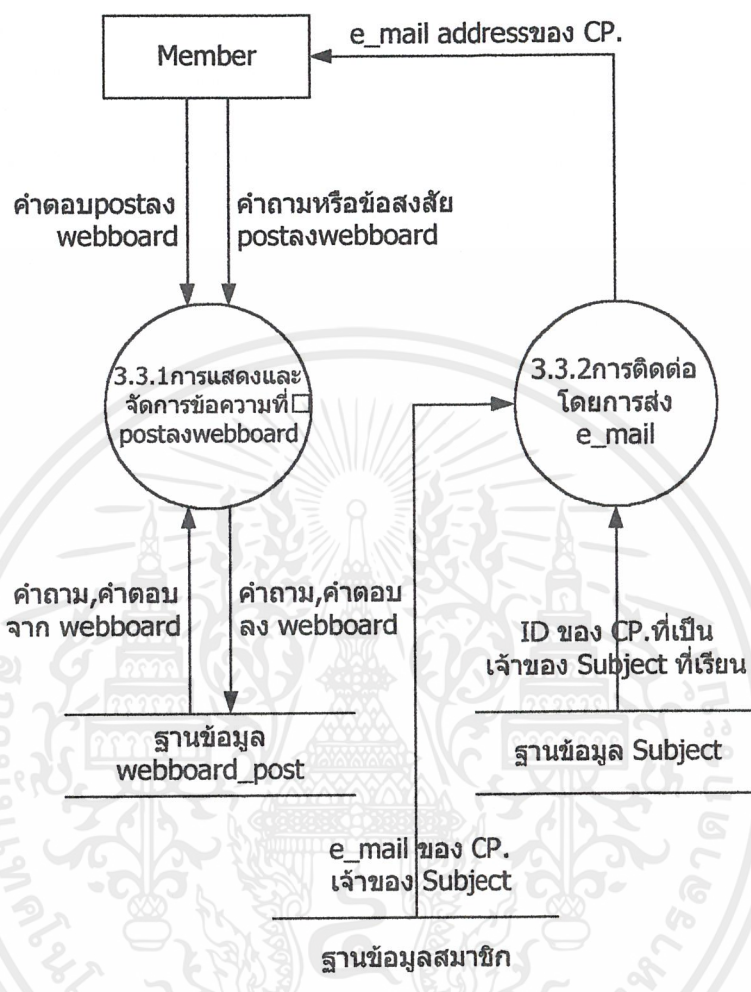 e_mail addressของ CP.
Member
คำตอบpostลง
webboard
คำถามหรือข้อสงสัย
postลงwebboard
3.3.1การแสดงและ
จัดการข้อความที่□
postลงwebboard
3.3.2การติดต่อ
โดยการส่ง
e_mail
คำถาม,คำตอบ
จาก webboard
คำถาม,คำตอบ
ลง webboard
ID ของ CP.ที่เป็น
เจ้าของ Subject ที่เรียน
ฐานข้อมูล
webboard_post
ฐานข้อมูล Subject
e_mail ของ CP.
เจ้าของ Subject
ฐานข้อมูลสมาชิก